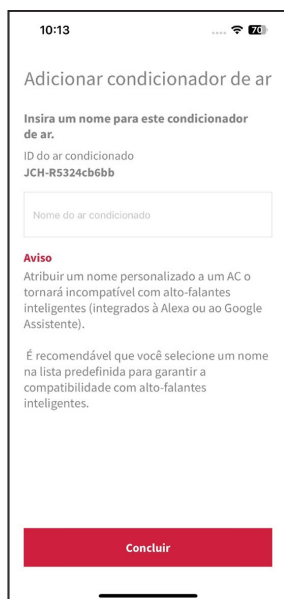 10:13
70
Adicionar condicionador de ar
Insira um nome para este condicionador
de ar.
ID do ar condicionado
JCH-R5324cb6bb
Nome do ar condicionado
Aviso
Atribuir um nome personalizado a um AC o
tornará incompatível com alto-falantes
inteligentes (integrados à Alexa ou ao Google
Assistente).
É recomendável que você selecione um nome
na lista predefinida para garantir a
compatibilidade com alto-falantes
inteligentes.
Concluir